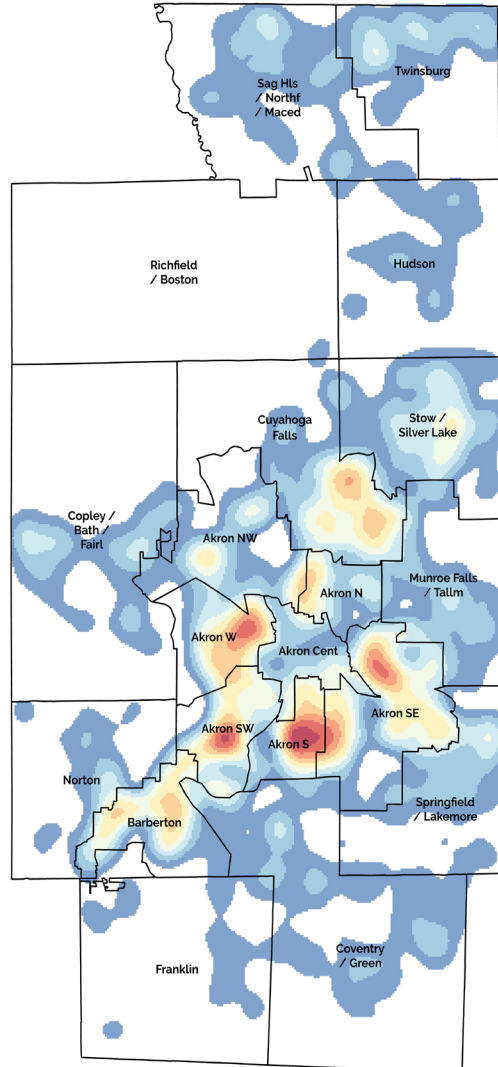 Sag Hls
/ Northf
/ Maced
Twinsburg
Richfield
/ Boston
Hudson
Cuyahoga
Falls
Stow /
Silver Lake
Copley /
Bath /
Fairl
Akron NW
Akron N
Munroe Falls
/ Tallm
Akron W
Akron Cent
Akron SW
Akron S
Akron SE
Norton
Barberton
Springfield
/ Lakemore
Franklin
Coventry
/ Green